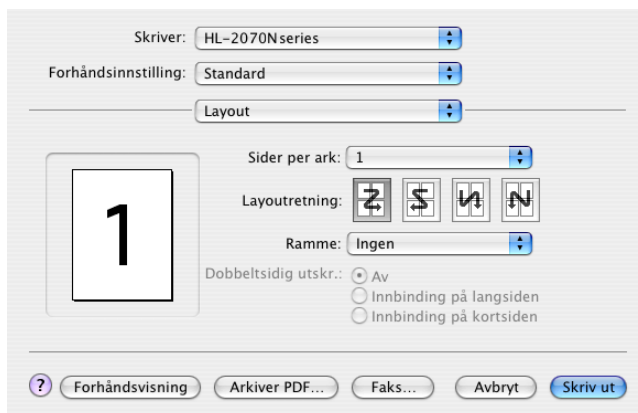 Skriver: HL-2070N series
Forhåndsinnstilling: Standard
Layout
Sider per ark: 1
1
Layoutretning:
Ramme: Ingen
Dobbeltsidig utskr.: Av
Innbinding på langsiden
Innbinding på kortsiden
? Forhåndsvisning Arkiver PDF... Faks... Avbryt Skriv ut